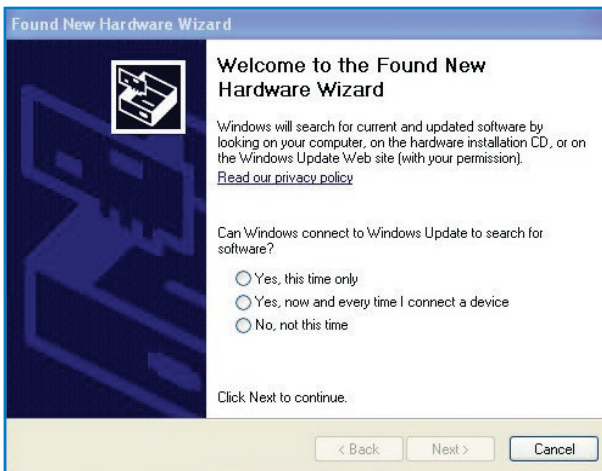 Found New Hardware Wizard
Welcome to the Found New
Hardware Wizard
Windows will search for current and updated software by
looking on your computer, on the hardware installation CD, or on
the Windows Update Web site (with your permission).
Read our privacy policy
Can Windows connect to Windows Update to search for
software?
Yes, this time only
Yes, now and every time I connect a device
No, not this time
Click Next to continue.
< Back
Next >
Cancel